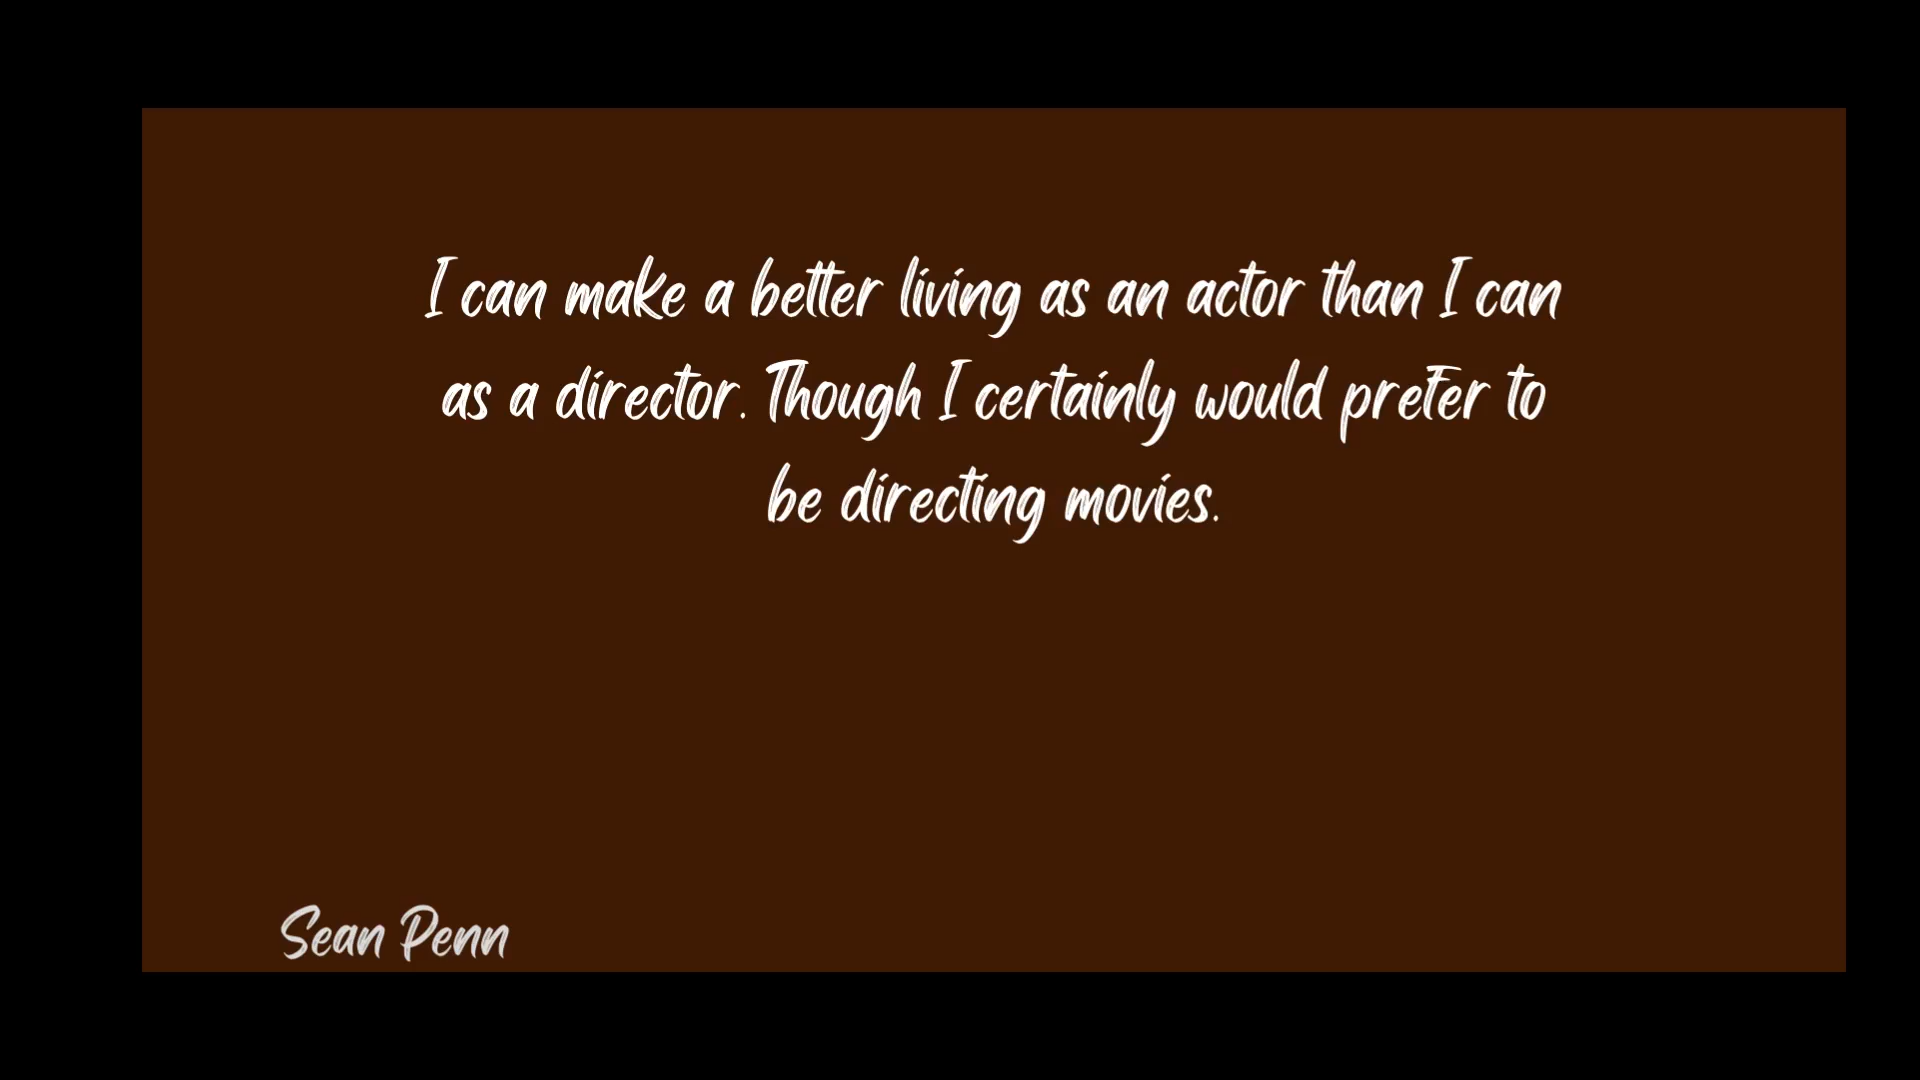 I can make a better living as an actor than I can
as a director. Though I certainly would prefer to
be directing movies.
Sean Penn